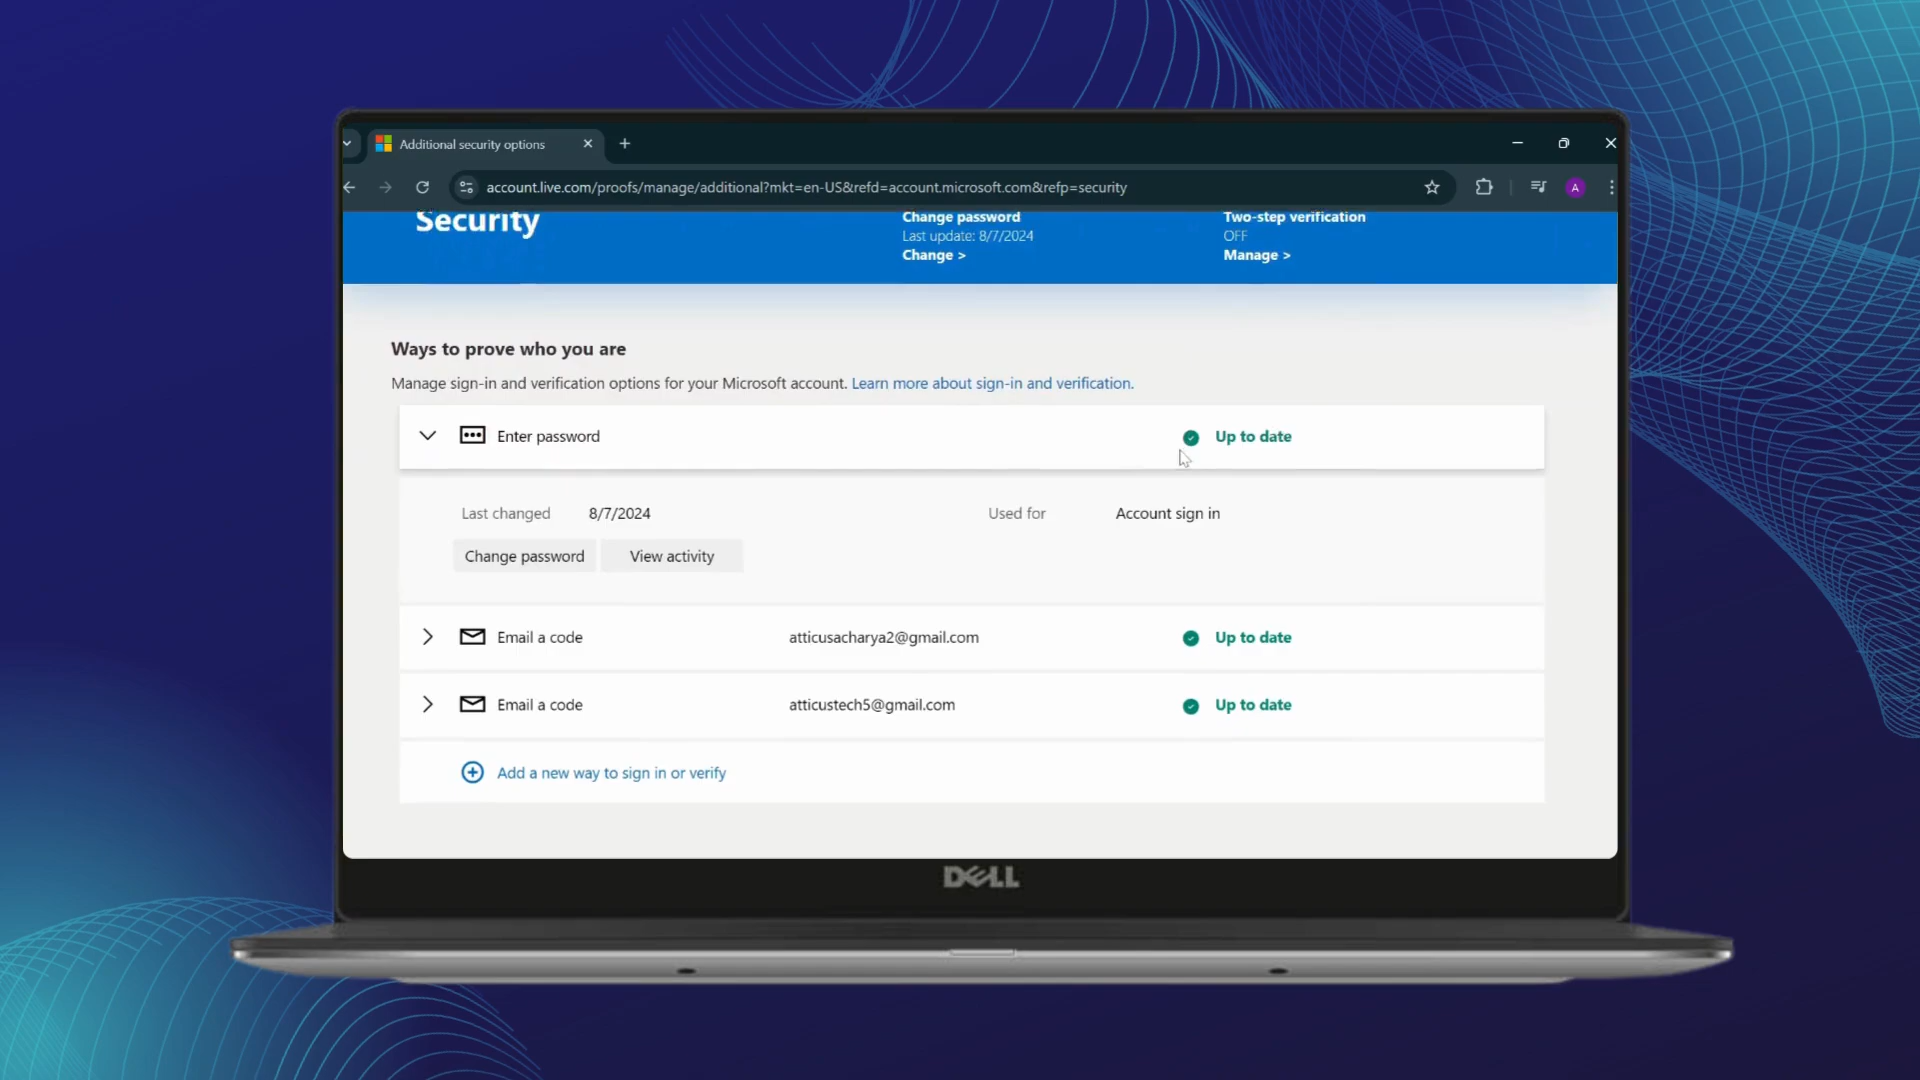 Additional security options
account.live.com/proofs/manage/additional?mkt=en-US&refd=account.microsoft.com&refp=security
A
Security
Change password
Last update: 8/7/2024
Change >
Two-step verification
OFF
Manage >
Ways to prove who you are
Manage sign-in and verification options for your Microsoft account. Learn more about sign-in and verification.
Enter password
Up to date
Last changed 8/7/2024 Used for Account sign in
Change password View activity
Email a code atticusacharya2@gmail.com Up to date
Email a code atticustech5@gmail.com Up to date
Add a new way to sign in or verify
DELL